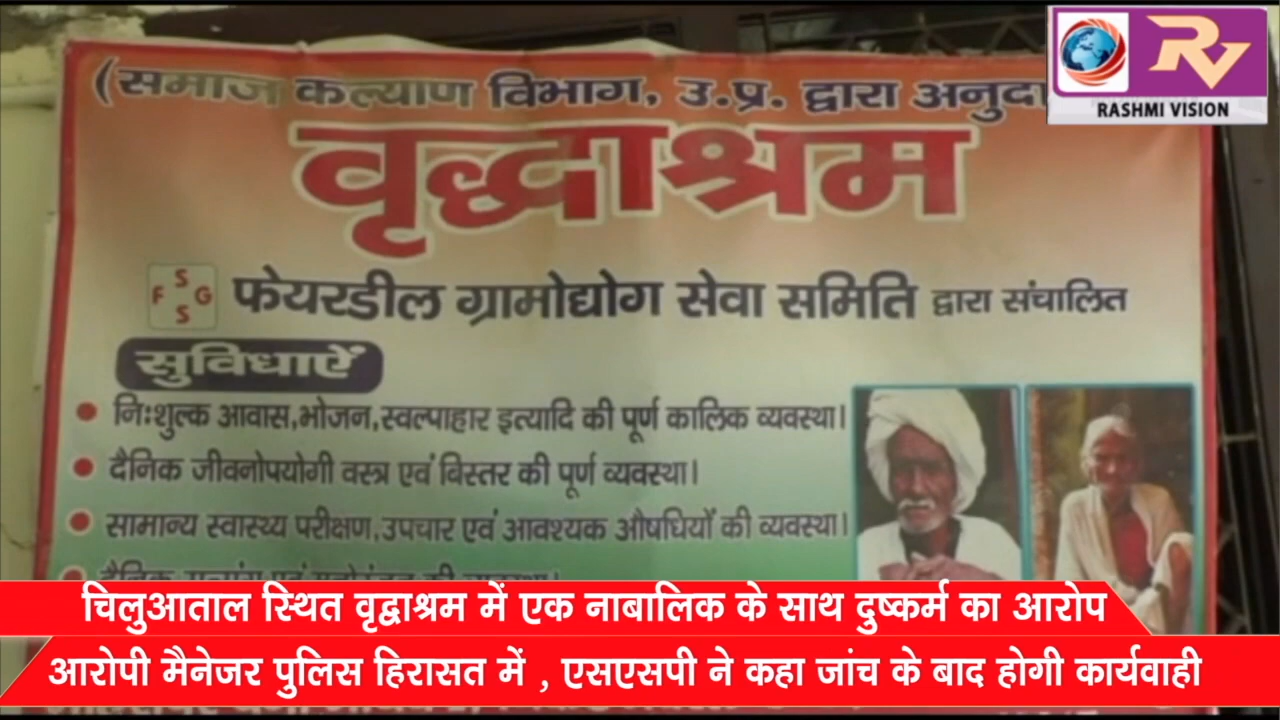 RV
RASHMI VISION
(समाज कल्याण विभाग, उ.प्र. द्वारा
वृद्धाश्रम
F S G S
फेयरडील ग्रामोद्योग सेवा समिति द्वारा संचालित
सुविधाऐं
नि:शुल्क आवास,भोजन,स्वल्पाहार इत्यादि की पूर्ण कालिक व्यवस्था।
दैनिक जीवनोपयोगी वस्त्र एवं बिस्तर की पूर्ण व्यवस्था।
सामान्य स्वास्थ्य परीक्षण,उपचार एवं आवश्यक औषधियों की व्यवस्था।
चिलुआताल स्थित वृद्वाश्रम में एक नाबालिक के साथ दुष्कर्म का आरोप
आरोपी मैनेजर पुलिस हिरासत में , एसएसपी ने कहा जांच के बाद होगी कार्यवाही